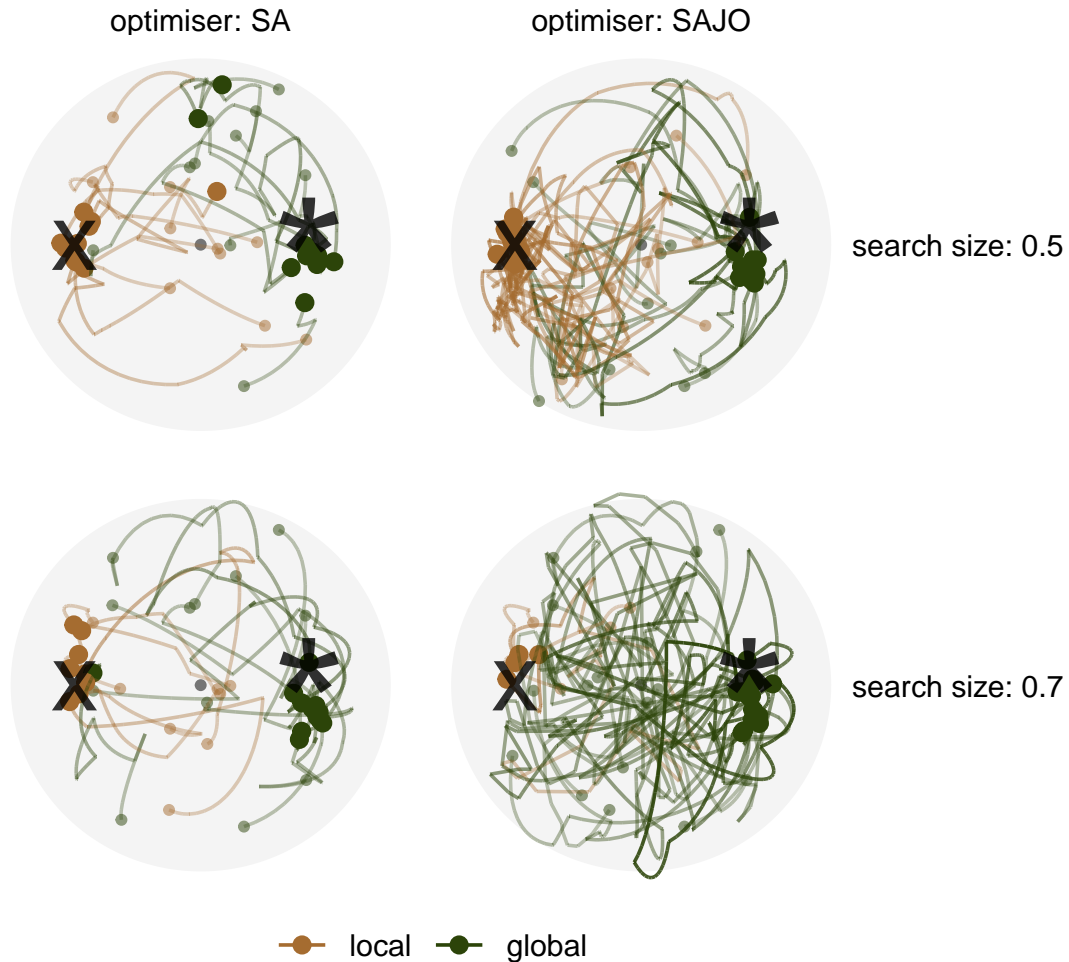 optimiser: SA
optimiser: SAJO
x
*
x
*
search size: 0.5
x
*
x
*
search size: 0.7
local
global